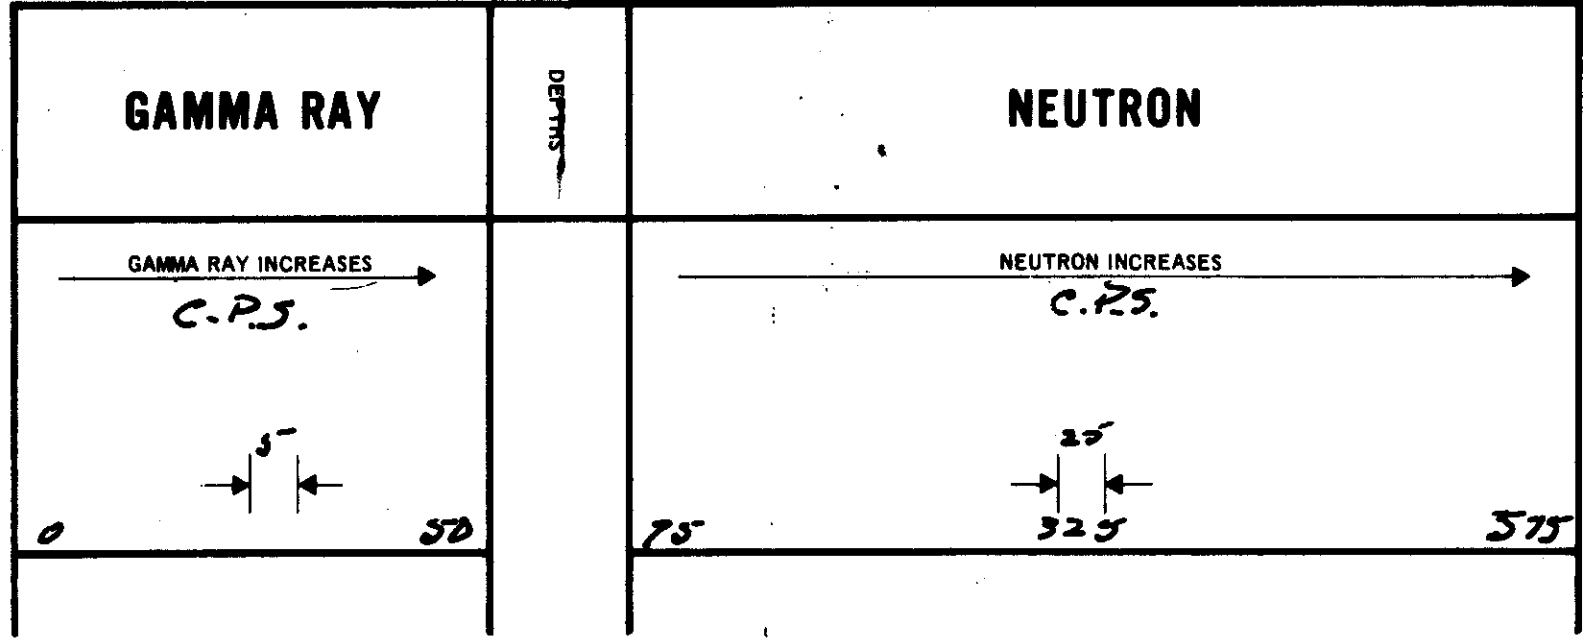 GAMMA RAY
DEPTHS
NEUTRON
GAMMA RAY INCREASES
C.P.S.
NEUTRON INCREASES
C.P.S.
5
25
0
50
75
325
575